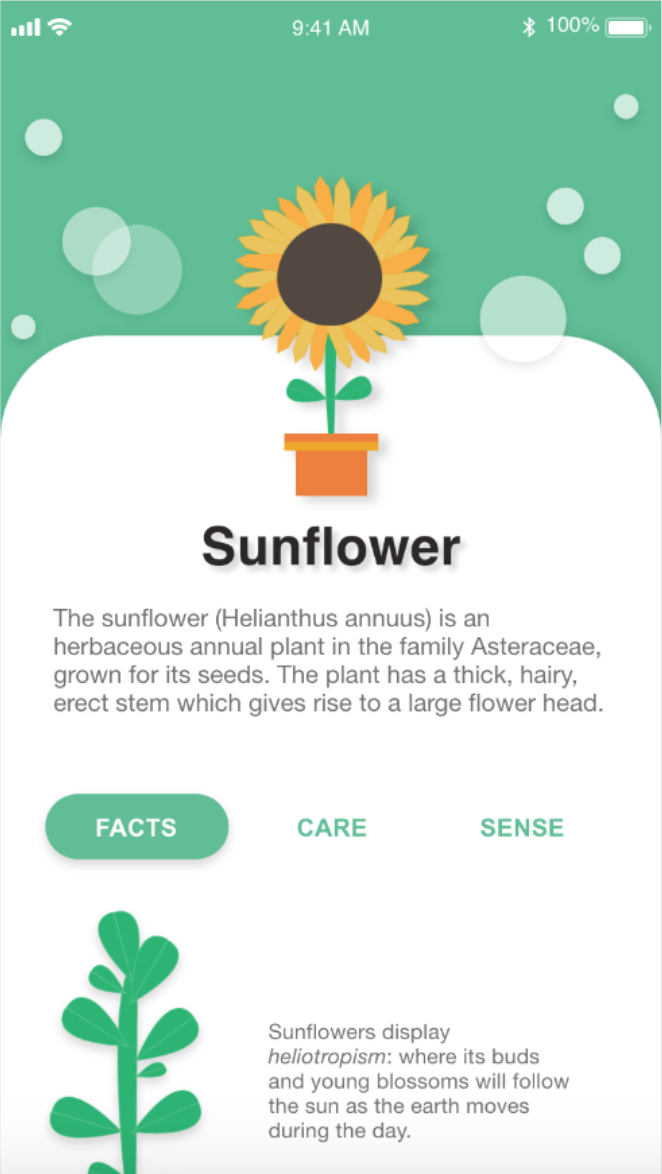 9:41 AM
100%
Sunflower
The sunflower (Helianthus annuus) is an
herbaceous annual plant in the family Asteraceae,
grown for its seeds. The plant has a thick, hairy,
erect stem which gives rise to a large flower head.
FACTS
CARE
SENSE
Sunflowers display
heliotropism: where its buds
and young blossoms will follow
the sun as the earth moves
during the day.